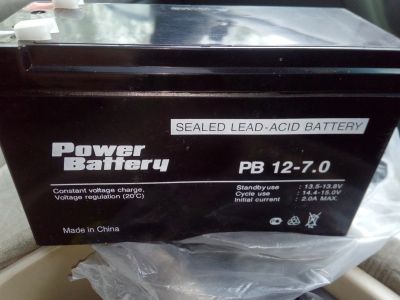 SEALED LEAD-ACID BATTERY
Power
Battery
PB 12-7.0
Constant voltage charge,
Voltage regulation (20°C)
Standby use : 13.5-13.8V
Cycle use : 14.4-15.0V
Initial current : 2.0A MAX.
Made in China